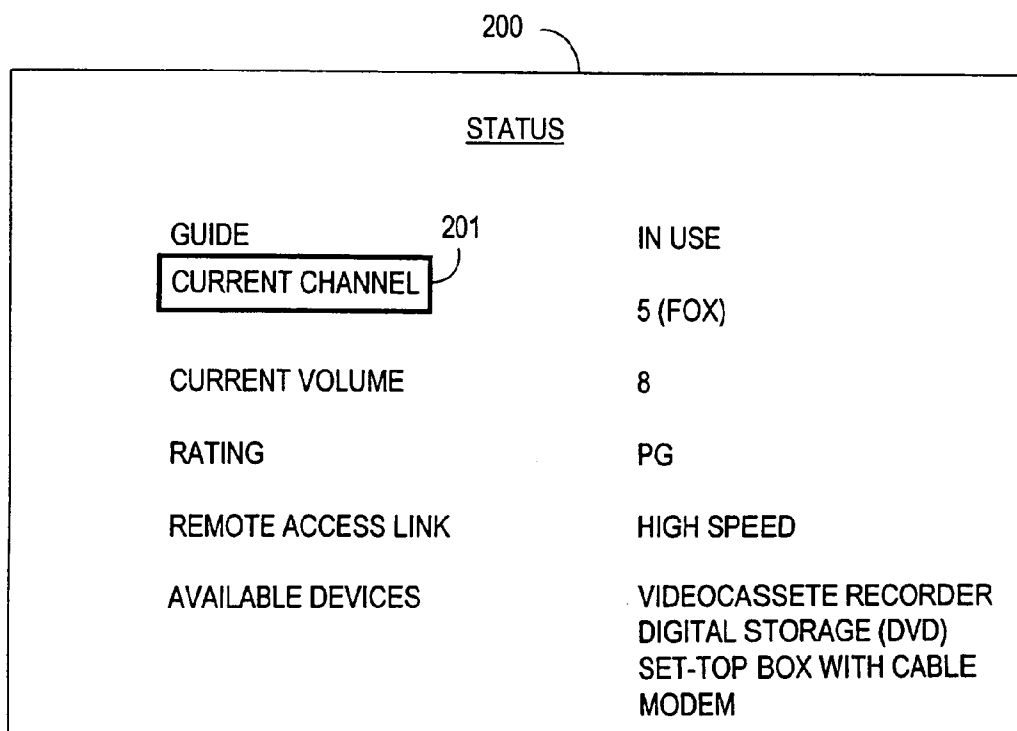 200
STATUS
GUIDE 201 IN USE
CURRENT CHANNEL
5 (FOX)
CURRENT VOLUME 8
RATING PG
REMOTE ACCESS LINK HIGH SPEED
AVAILABLE DEVICES VIDEOCASSETE RECORDER
DIGITAL STORAGE (DVD)
SET-TOP BOX WITH CABLE
MODEM